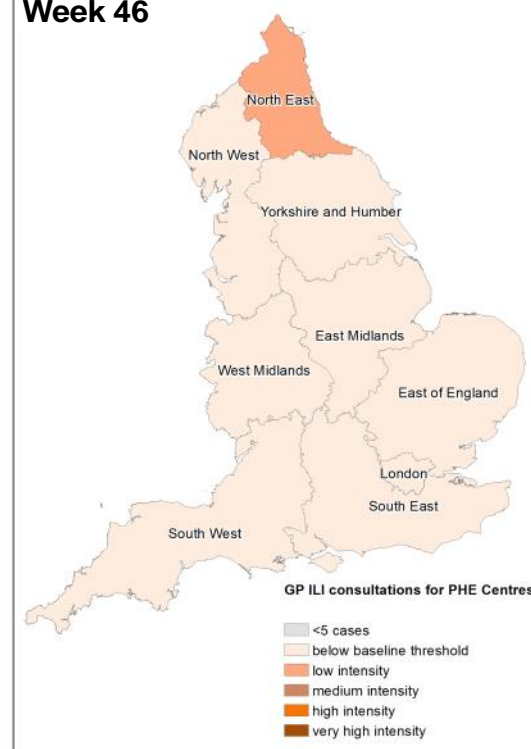 Week 46
North East
North West
Yorkshire and Humber
East Midlands
West Midlands
East of England
London
South East
South West
GP ILI consultations for PHE Centres
<5 cases
below baseline threshold
low intensity
medium intensity
high intensity
very high intensity